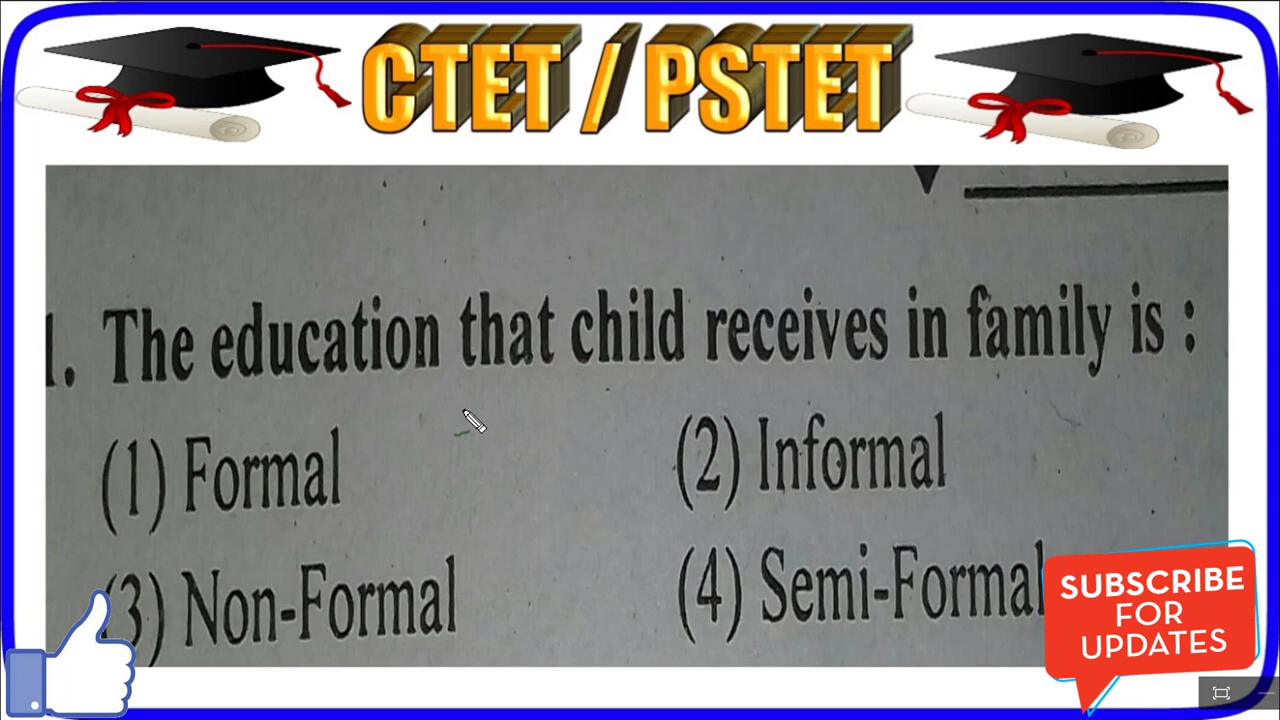 CTET / PSTET
1. The education that child receives in family is :
(1) Formal (2) Informal
(3) Non-Formal (4) Semi-Formal
SUBSCRIBE
FOR
UPDATES